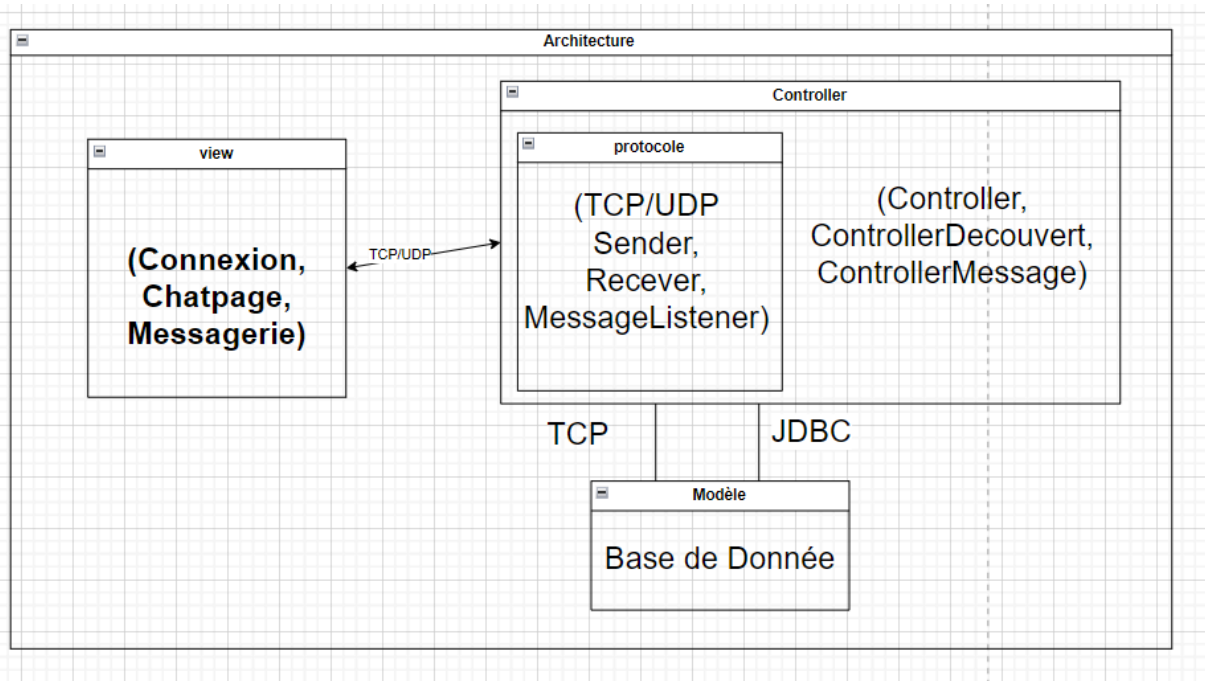 Architecture
Controller
view
protocole
(Connexion,
Chatpage,
Messagerie)
TCP/UDP
(TCP/UDP
Sender,
Recever,
MessageListener)
(Controller,
ControllerDecouvert,
ControllerMessage)
TCP
JDBC
Modèle
Base de Donnée